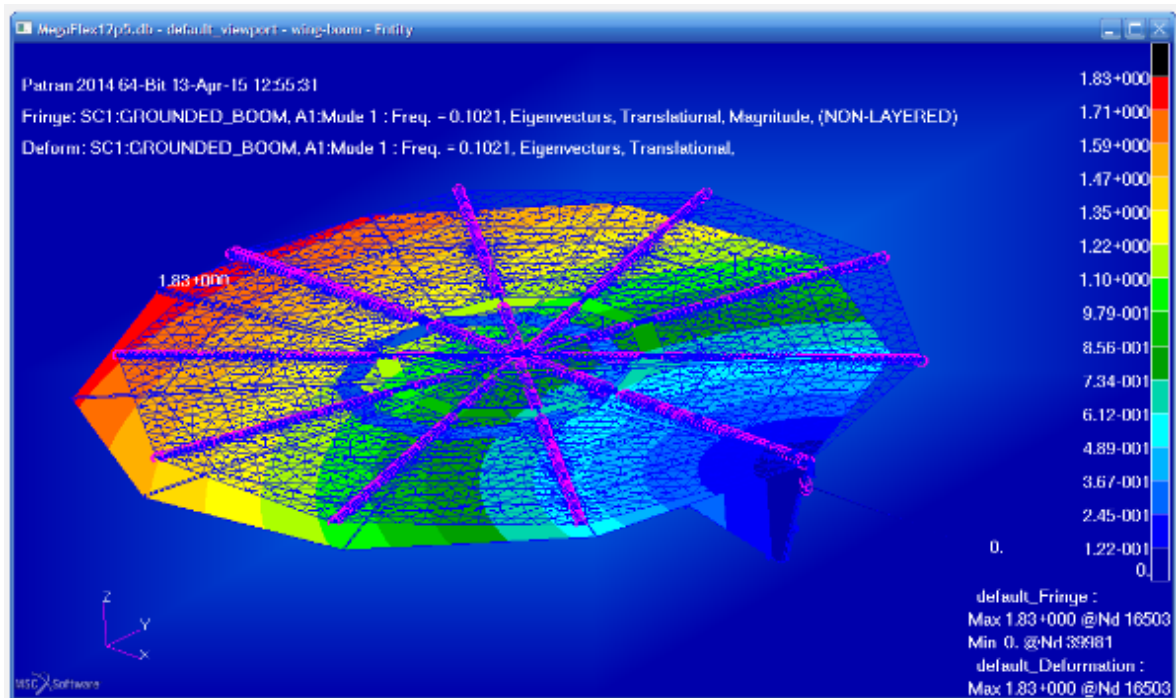 MegaFlex17p5.db - default_viewport - wing-boom - Entity
Patran 2014 64-Bit 13-Apr-15 12:55:31
Fringe: SC1:GROUNDED_BOOM, A1:Mode 1 : Freq. = 0.1021, Eigenvectors, Translational, Magnitude, (NON-LAYERED)
Deform: SC1:GROUNDED_BOOM, A1:Mode 1 : Freq. = 0.1021, Eigenvectors, Translational,
1.83+000
1.71+000
1.59+000
1.47+000
1.35+000
1.22+000
1.10+000
9.79-001
8.56-001
7.34-001
6.12-001
4.89-001
3.67-001
2.45-001
1.22-001
0.
1.83+000
0.
Z
Y
X
default_Fringe :
Max 1.83+000 @Nd 16503
Min 0. @Nd 39981
default_Deformation :
Max 1.83+000 @Nd 16503
MSC Software